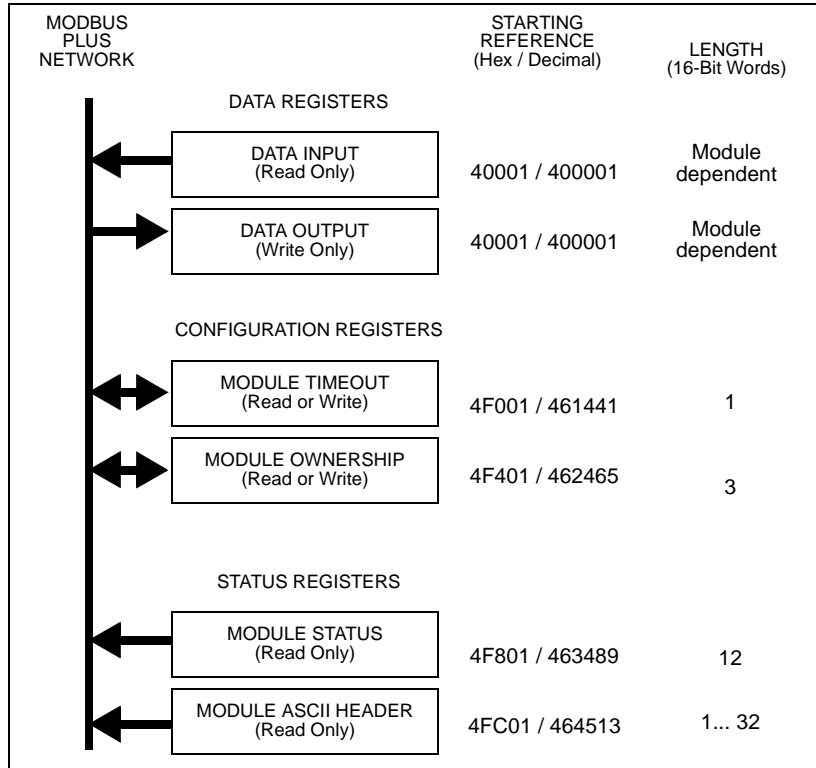 MODBUS
PLUS
NETWORK
STARTING
REFERENCE
(Hex / Decimal)
LENGTH
(16-Bit Words)
DATA REGISTERS
DATA INPUT
(Read Only)
40001 / 400001
Module
dependent
DATA OUTPUT
(Write Only)
40001 / 400001
Module
dependent
CONFIGURATION REGISTERS
MODULE TIMEOUT
(Read or Write)
4F001 / 461441
1
MODULE OWNERSHIP
(Read or Write)
4F401 / 462465
3
STATUS REGISTERS
MODULE STATUS
(Read Only)
4F801 / 463489
12
MODULE ASCII HEADER
(Read Only)
4FC01 / 464513
1... 32